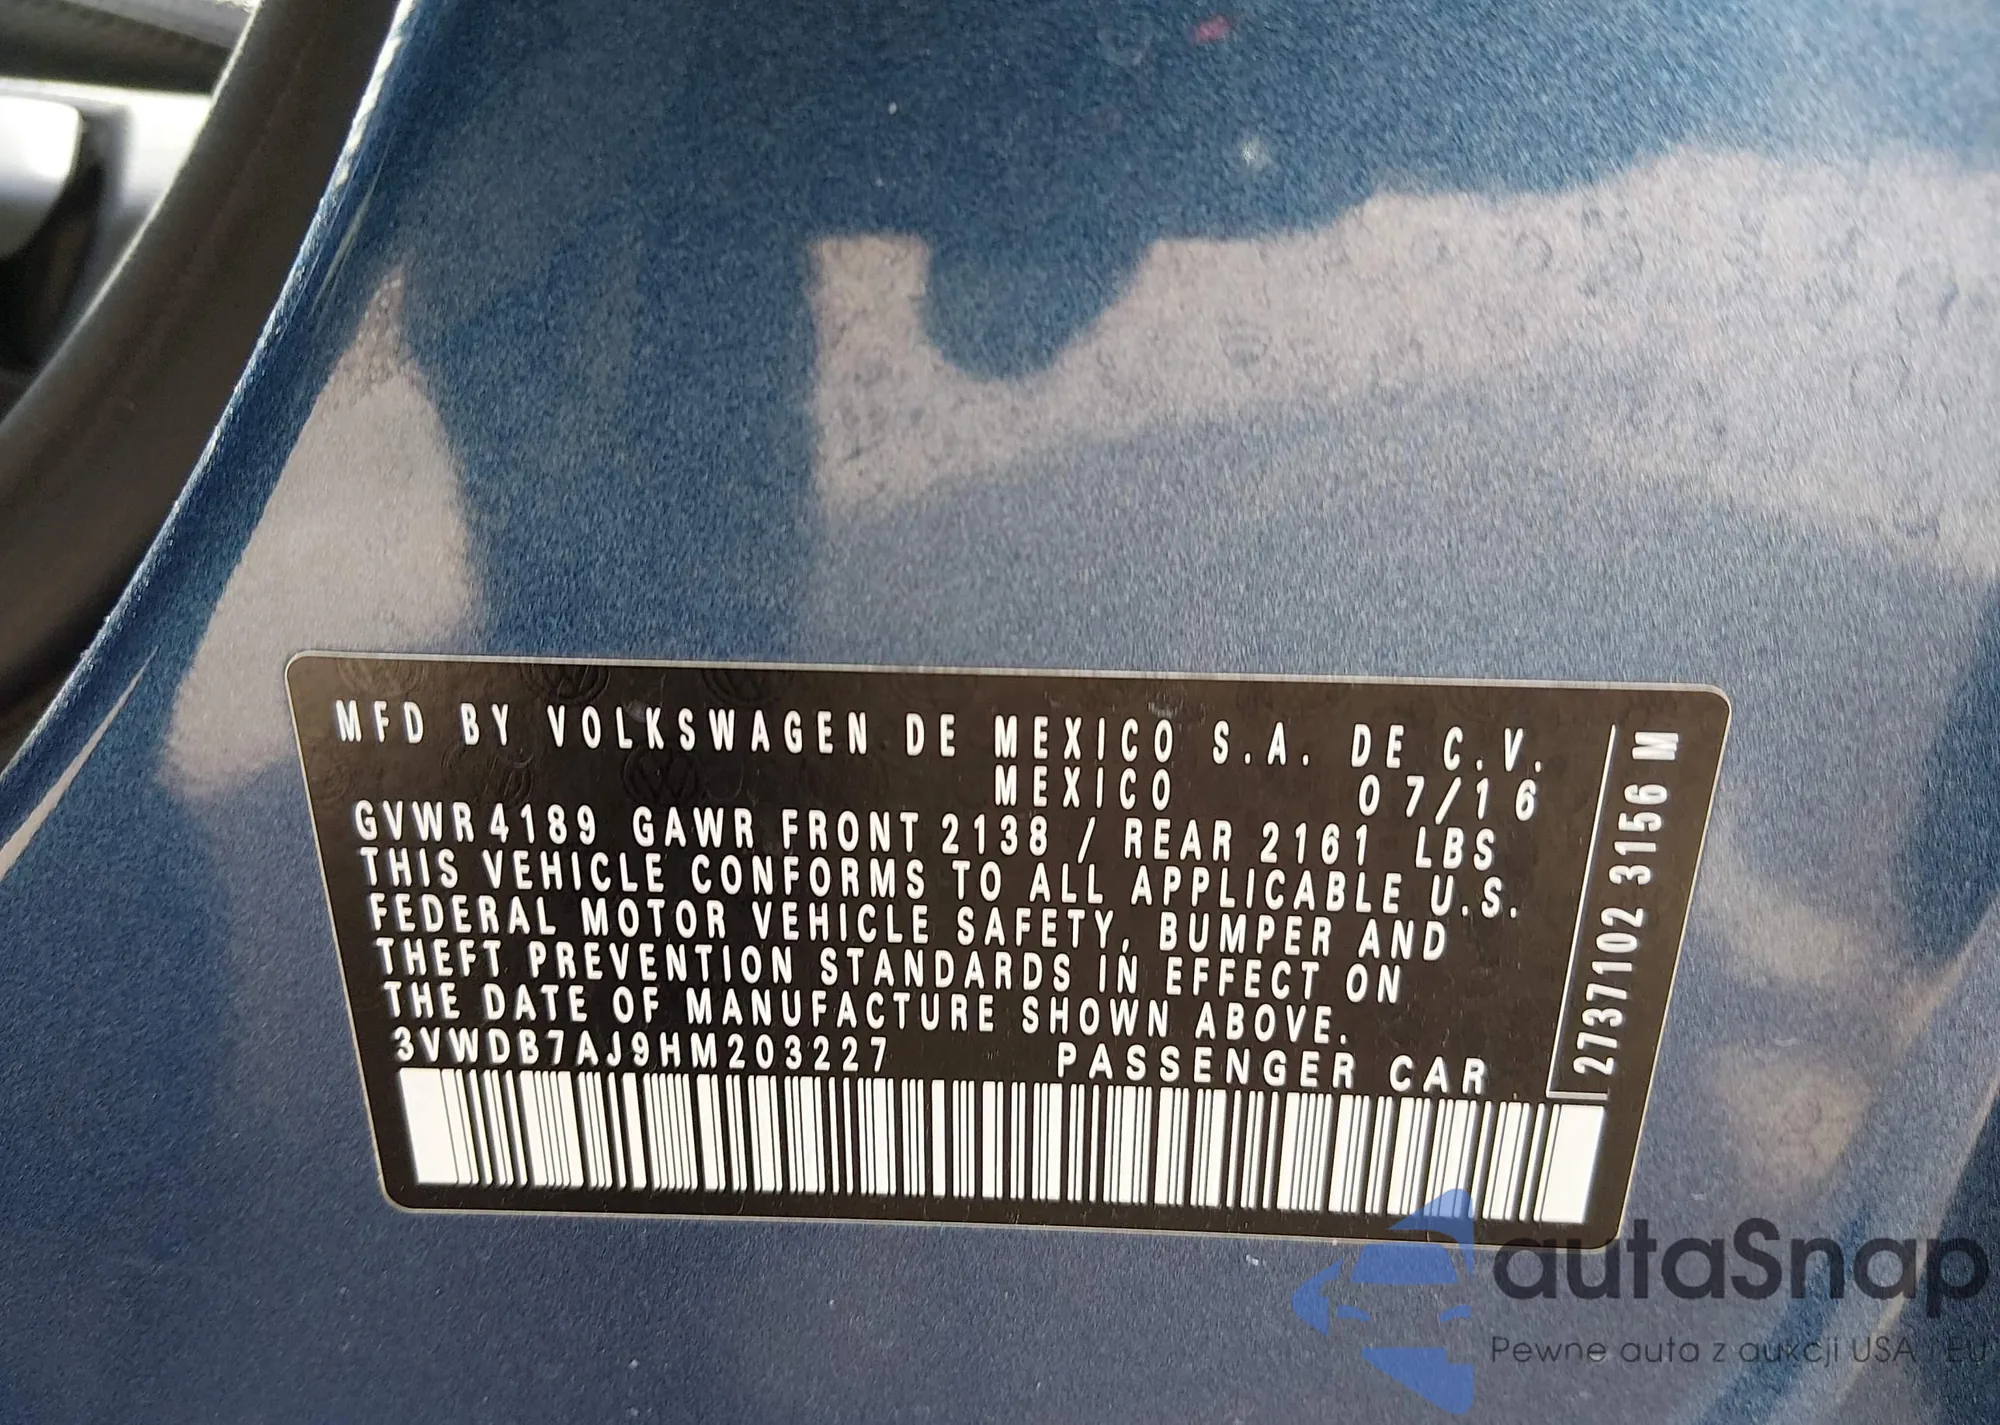 MFD BY VOLKSWAGEN DE MEXICO S.A. DE C.V.
MEXICO 07/16
GVWR 4189 GAWR FRONT 2138 / REAR 2161 LBS
THIS VEHICLE CONFORMS TO ALL APPLICABLE U.S.
FEDERAL MOTOR VEHICLE SAFETY, BUMPER AND
THEFT PREVENTION STANDARDS IN EFFECT ON
THE DATE OF MANUFACTURE SHOWN ABOVE.
3VWDB7AJ9HM203227 PASSENGER CAR
2737102 3156 M
autaSnap
Pewne auta z aukcji USA i EU